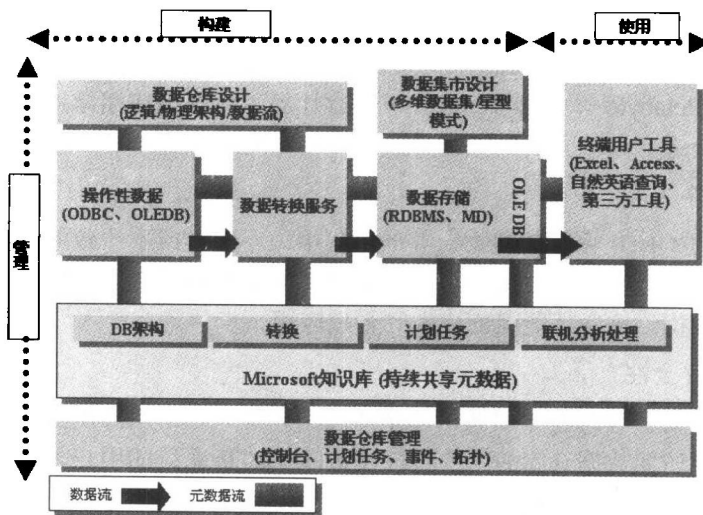 构建
使用
管理
数据仓库设计
(逻辑/物理架构/数据流)
数据集市设计
(多维数据集/星型
模式)
终端用户工具
(Excel、Access、
自然英语查询、
第三方工具)
操作性数据
(ODBC、OLEDB)
数据转换服务
数据存储
(RDBMS、MD)
OLE DB
DB架构
转换
计划任务
联机分析处理
Microsoft知识库 (持续共享元数据)
数据仓库管理
(控制台、计划任务、事件、拓扑)
数据流
元数据流